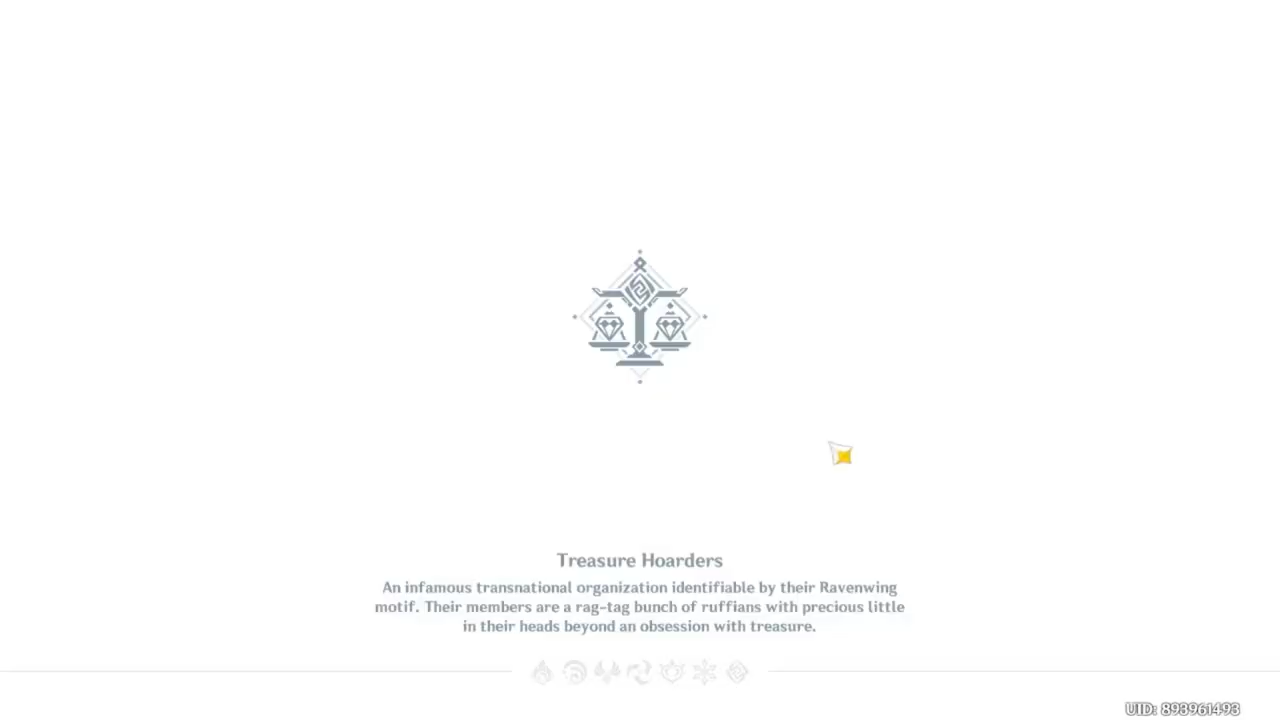 Treasure Hoarders
An infamous transnational organization identifiable by their Ravenwing
motif. Their members are a rag-tag bunch of ruffians with precious little
in their heads beyond an obsession with treasure.
UID: 893961493